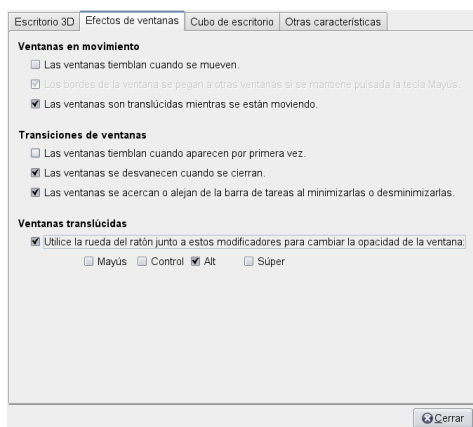 Escritorio 3D Efectos de ventanas Cubo de escritorio Otras características
Ventanas en movimiento
Las ventanas tiemblan cuando se mueven.
Los bordes de la ventana se pegan a otras ventanas si se mantiene pulsada la tecla Mayús.
Las ventanas son translúcidas mientras se están moviendo.
Transiciones de ventanas
Las ventanas tiemblan cuando aparecen por primera vez.
Las ventanas se desvanecen cuando se cierran.
Las ventanas se acercan o alejan de la barra de tareas al minimizarlas o desminimizarlas.
Ventanas translúcidas
Utilice la rueda del ratón junto a estos modificadores para cambiar la opacidad de la ventana:
Mayús Control Alt Súper
Cerrar